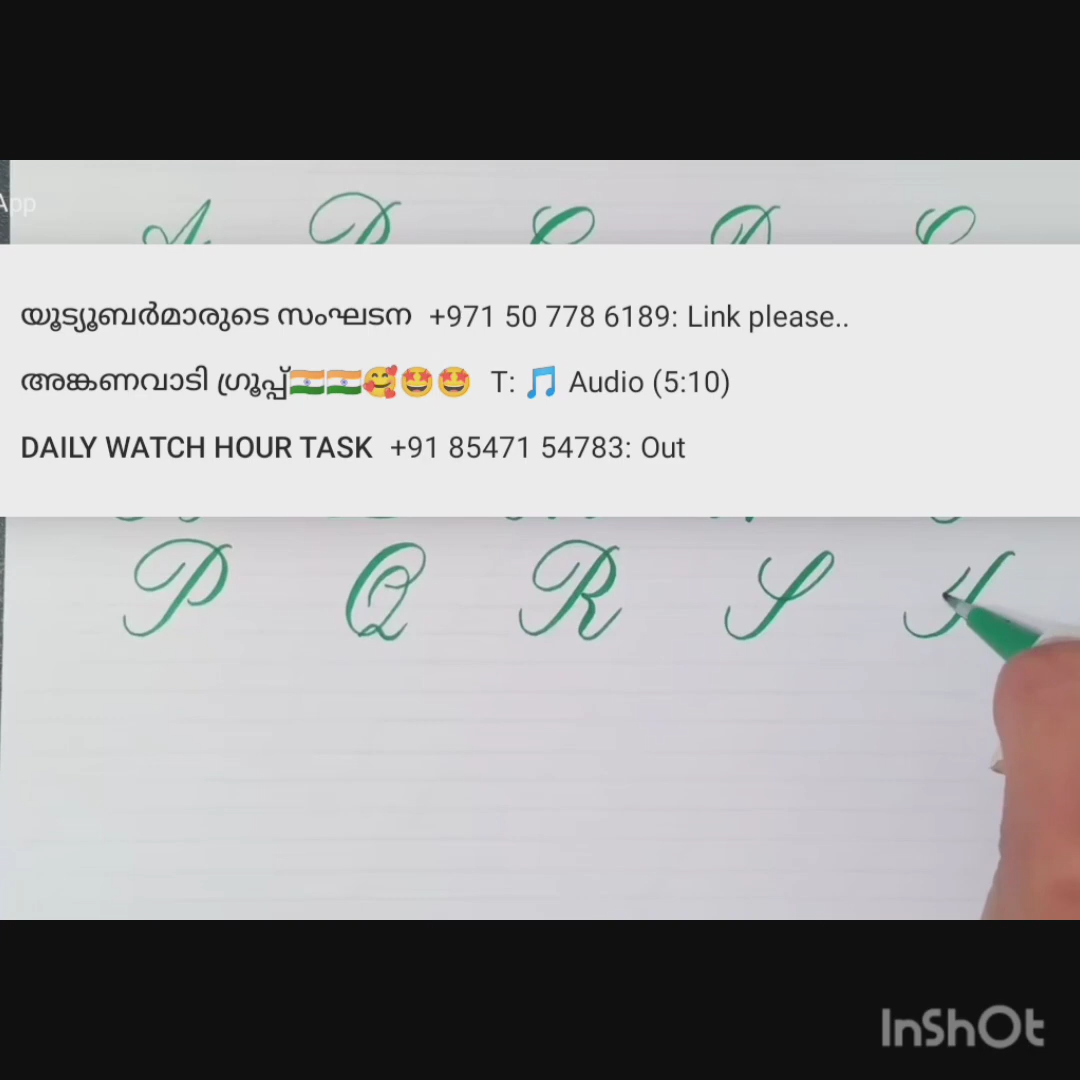 App
A B C D
യൂട്യൂബർമാരുടെ സംഘടന +971 50 778 6189: Link please..
അങ്കണവാടി ഗ്രൂപ്പ്🇮🇳🇮🇳🥰🤩🤩 T: 🎵 Audio (5:10)
DAILY WATCH HOUR TASK +91 85471 54783: Out
P Q R S
InShOt